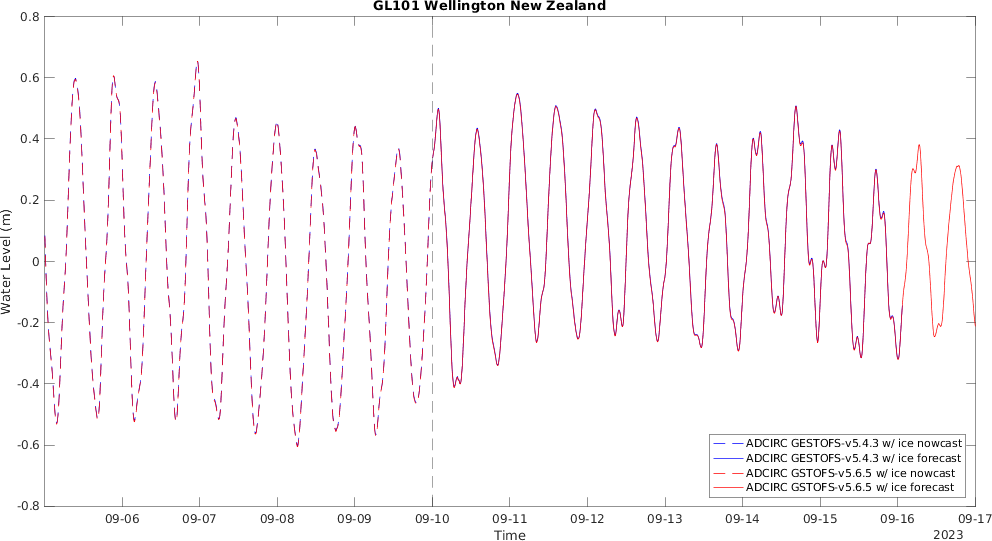 GL101 Wellington New Zealand
0.8
0.6
0.4
0.2
0
-0.2
-0.4
-0.6
-0.8
Water Level (m)
ADCIRC GESTOFS-v5.4.3 w/ ice nowcast
ADCIRC GESTOFS-v5.4.3 w/ ice forecast
ADCIRC GSTOFS-v5.6.5 w/ ice nowcast
ADCIRC GSTOFS-v5.6.5 w/ ice forecast
09-06 09-07 09-08 09-09 09-10 09-11 09-12 09-13 09-14 09-15 09-16 09-17
Time
2023